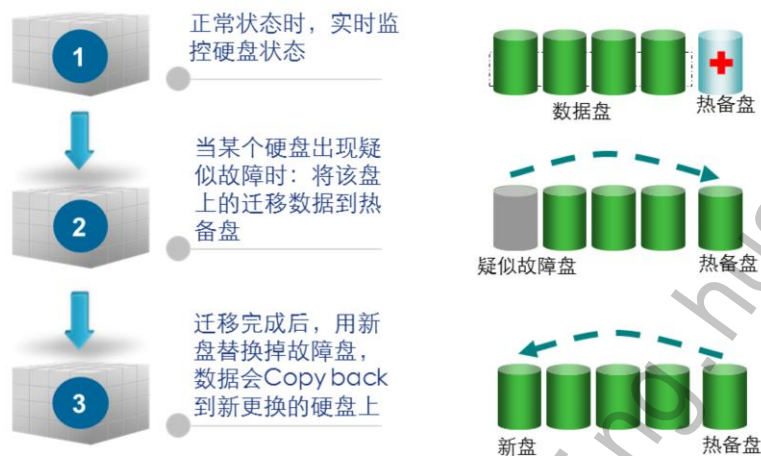 1
正常状态时，实时监
控硬盘状态
数据盘
热备盘
2
当某个硬盘出现疑
似故障时：将该盘
上的迁移数据到热
备盘
疑似故障盘
热备盘
3
迁移完成后，用新
盘替换掉故障盘，
数据会Copy back
到新更换的硬盘上
新盘
热备盘